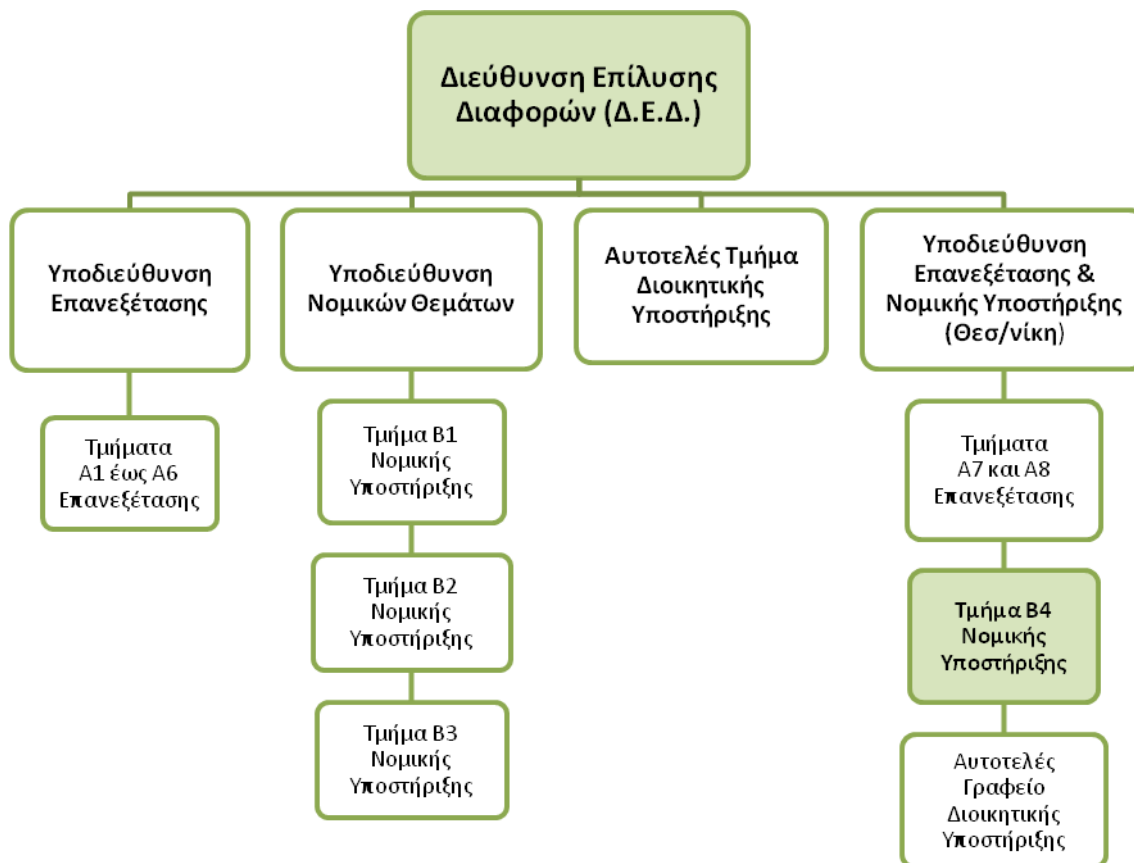 Διεύθυνση Επίλυσης
Διαφορών (Δ.Ε.Δ.)
Υποδιεύθυνση
Επανεξέτασης
Υποδιεύθυνση
Νομικών Θεμάτων
Αυτοτελές Τμήμα
Διοικητικής
Υποστήριξης
Υποδιεύθυνση
Επανεξέτασης &
Νομικής Υποστήριξης
(Θεσ/νίκη)
Τμήματα
Α1 έως Α6
Επανεξέτασης
Τμήμα Β1
Νομικής
Υποστήριξης
Τμήμα Β2
Νομικής
Υποστήριξης
Τμήμα Β3
Νομικής
Υποστήριξης
Τμήματα
Α7 και Α8
Επανεξέτασης
Τμήμα Β4
Νομικής
Υποστήριξης
Αυτοτελές
Γραφείο
Διοικητικής
Υποστήριξης